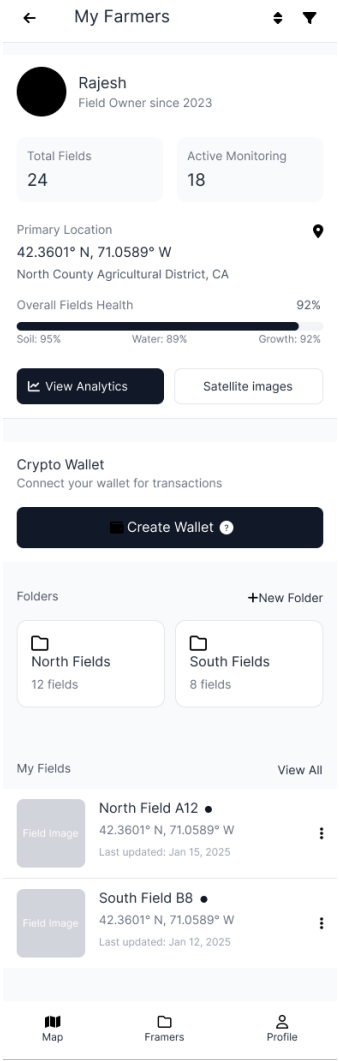 My Farmers
Rajesh
Field Owner since 2023
Total Fields
24
Active Monitoring
18
Primary Location
42.3601° N, 71.0589° W
North County Agricultural District, CA
Overall Fields Health 92%
Soil: 95% Water: 89% Growth: 92%
View Analytics
Satellite images
Crypto Wallet
Connect your wallet for transactions
Create Wallet ?
Folders +New Folder
North Fields
12 fields
South Fields
8 fields
My Fields View All
Field Image
North Field A12
42.3601° N, 71.0589° W
Last updated: Jan 15, 2025
Field Image
South Field B8
42.3601° N, 71.0589° W
Last updated: Jan 12, 2025
Map Framers Profile